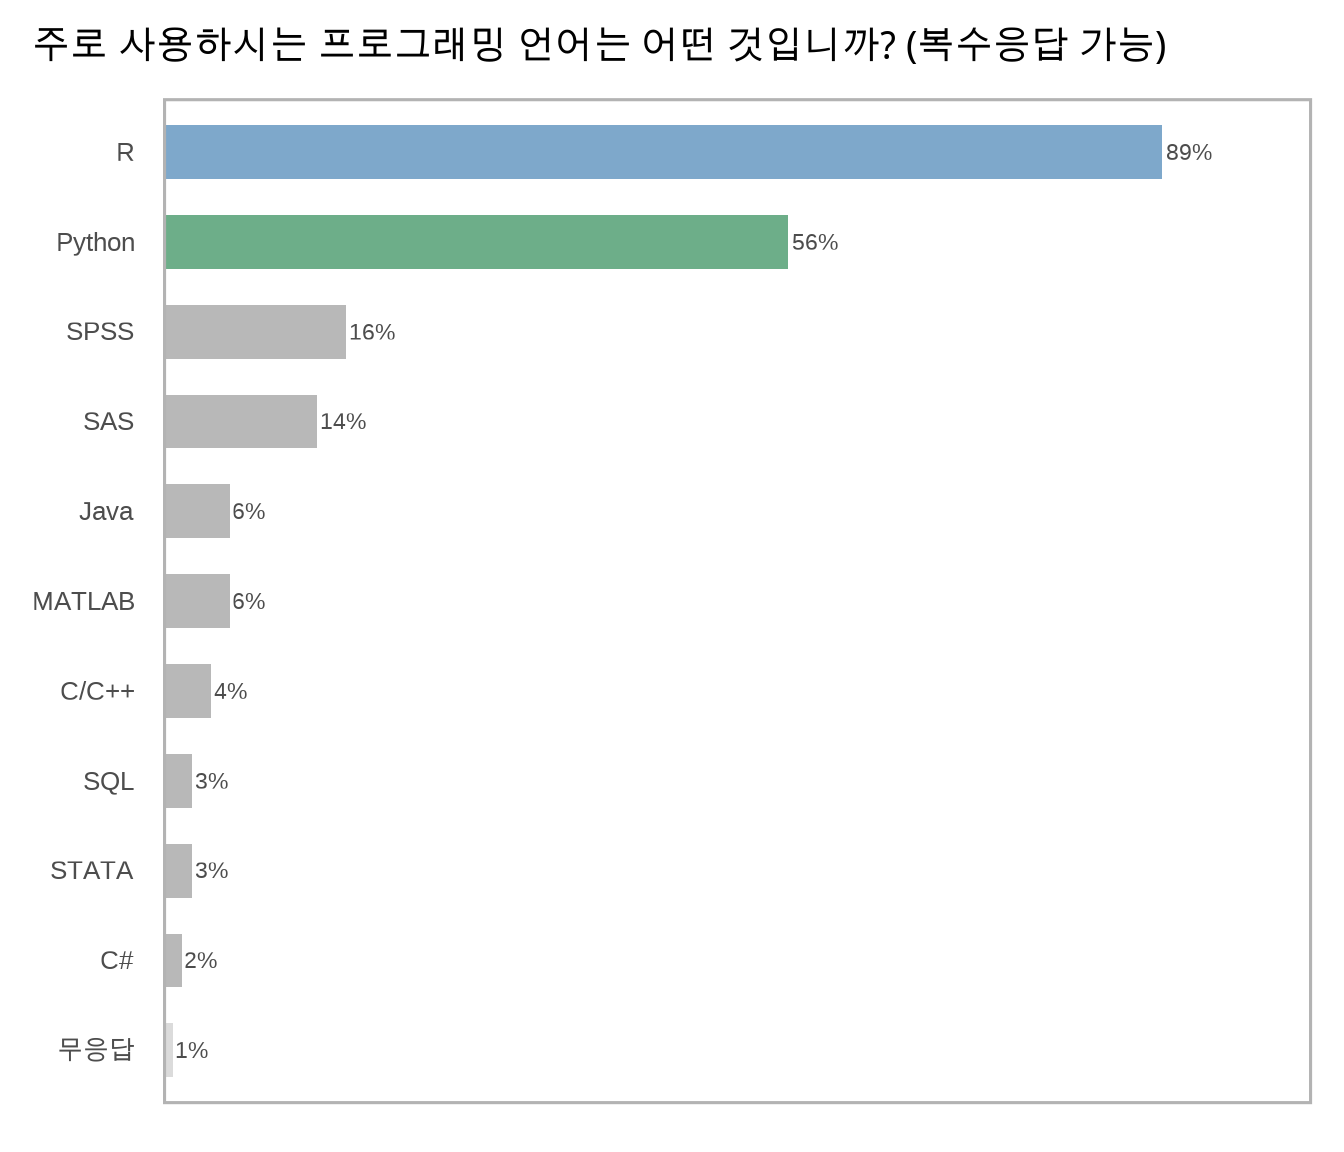 주로 사용하시는 프로그래밍 언어는 어떤 것입니까? (복수응답 가능)
R 89%
Python 56%
SPSS 16%
SAS 14%
Java 6%
MATLAB 6%
C/C++ 4%
SQL 3%
STATA 3%
C# 2%
무응답 1%